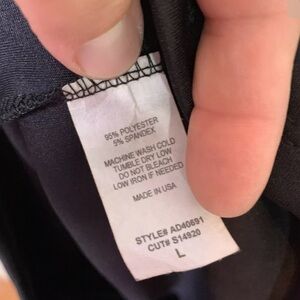 95% POLYESTER
5% SPANDEX
MACHINE WASH COLD
TUMBLE DRY LOW
DO NOT BLEACH
LOW IRON IF NEEDED
MADE IN USA
STYLE# AD40691
CUT# S14920
L